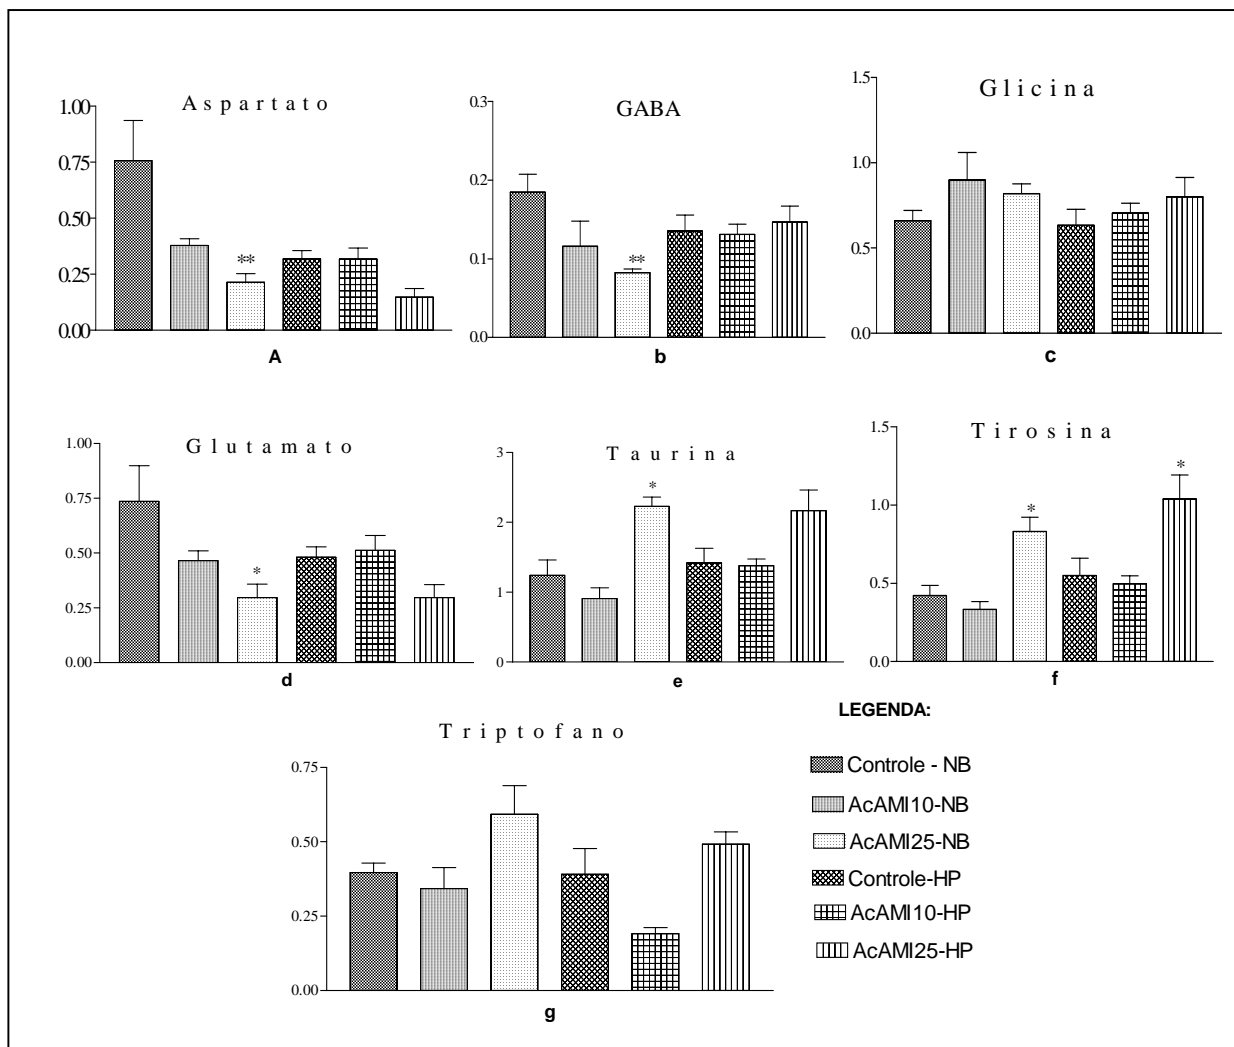 Aspartato
1.00
0.75
0.50
0.25
0.00
**
A
GABA
0.3
0.2
0.1
0.0
**
b
Glicina
1.5
1.0
0.5
0.0
c
Glutamato
1.00
0.75
0.50
0.25
0.00
*
d
Taurina
3
2
1
0
*
e
Tirosina
1.5
1.0
0.5
0.0
*
*
f
Triptofano
0.75
0.50
0.25
0.00
g
LEGENDA:
Controle - NB
AcAMI10-NB
AcAMI25-NB
Controle-HP
AcAMI10-HP
AcAMI25-HP